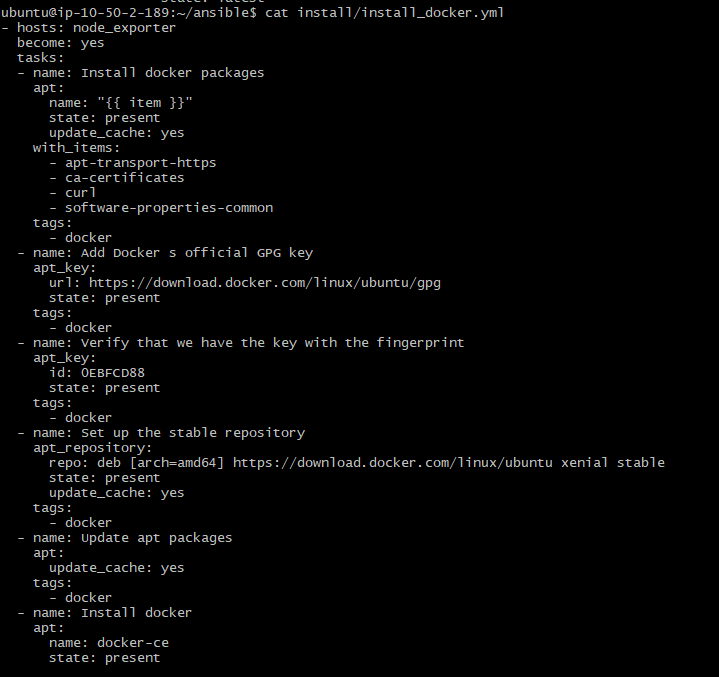 ubuntu@ip-10-50-2-189:~/ansible$ cat install/install_docker.yml
- hosts: node_exporter
  become: yes
  tasks:
  - name: Install docker packages
    apt:
      name: "{{ item }}"
      state: present
      update_cache: yes
    with_items:
      - apt-transport-https
      - ca-certificates
      - curl
      - software-properties-common
    tags:
      - docker
  - name: Add Docker s official GPG key
    apt_key:
      url: https://download.docker.com/linux/ubuntu/gpg
      state: present
    tags:
      - docker
  - name: Verify that we have the key with the fingerprint
    apt_key:
      id: 0EBFCD88
      state: present
    tags:
      - docker
  - name: Set up the stable repository
    apt_repository:
      repo: deb [arch=amd64] https://download.docker.com/linux/ubuntu xenial stable
      state: present
      update_cache: yes
    tags:
      - docker
  - name: Update apt packages
    apt:
      update_cache: yes
    tags:
      - docker
  - name: Install docker
    apt:
      name: docker-ce
      state: present